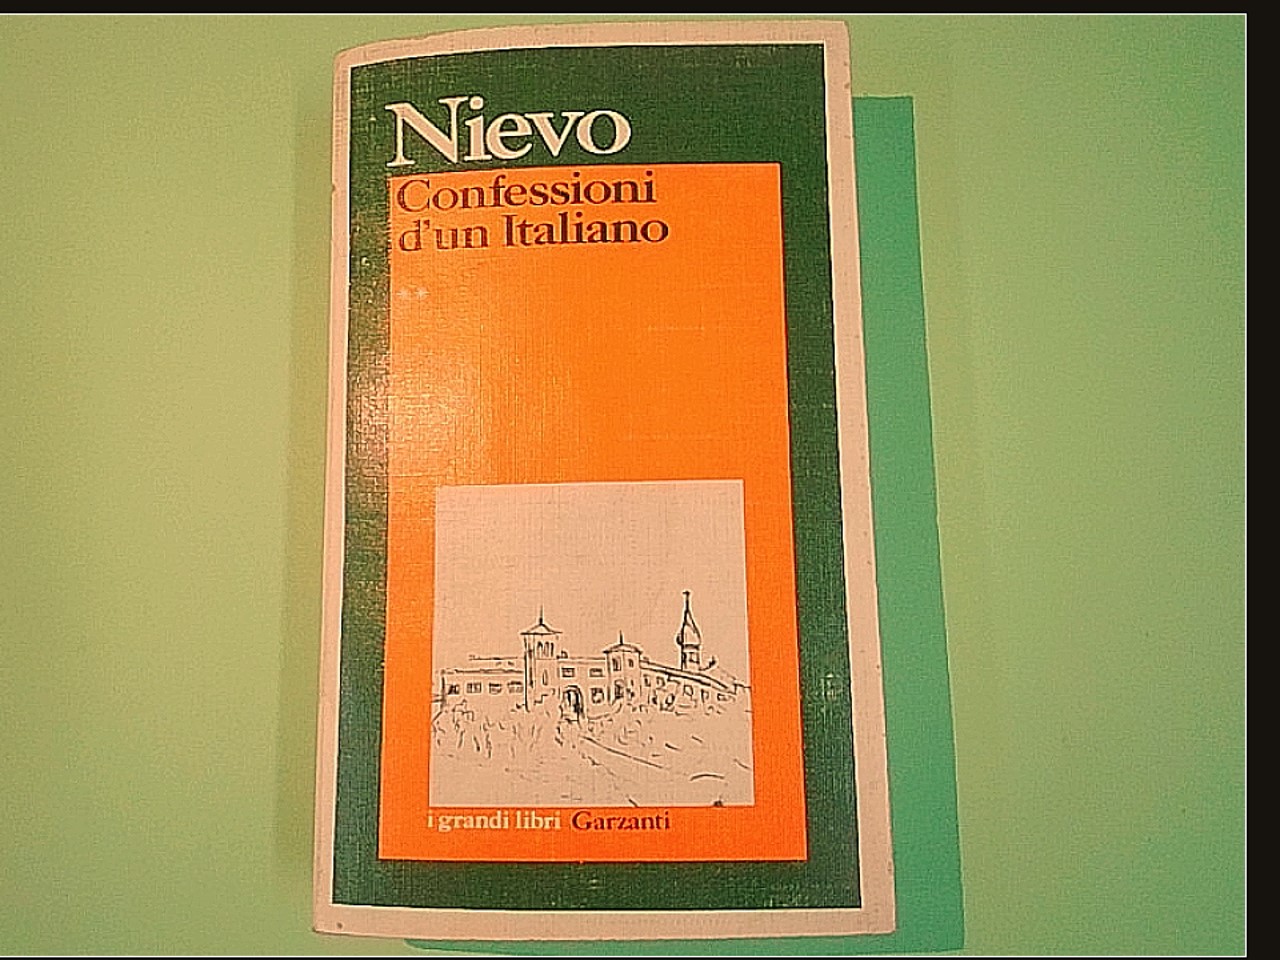 Nievo
Confessioni
d'un Italiano
**
i grandi libri Garzanti